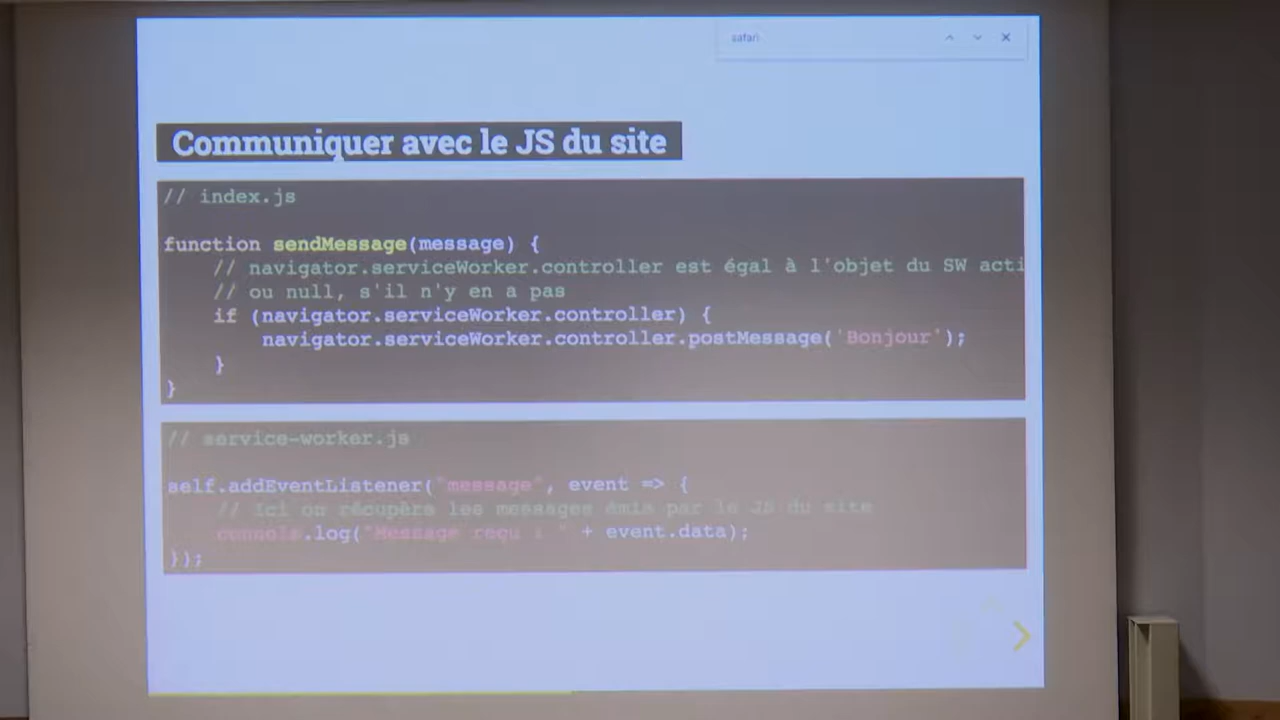 safari
Communiquer avec le JS du site
// index.js
function sendMessage(message) {
// navigator.serviceWorker.controller est égal à l'objet du SW acti
// ou null, s'il n'y en a pas
if (navigator.serviceWorker.controller) {
navigator.serviceWorker.controller.postMessage('Bonjour');
}
}
// service-worker.js
self.addEventListener("message", event => {
// Ici on récupère les messages émis par le JS du site
console.log("Message reçu : " + event.data);
});